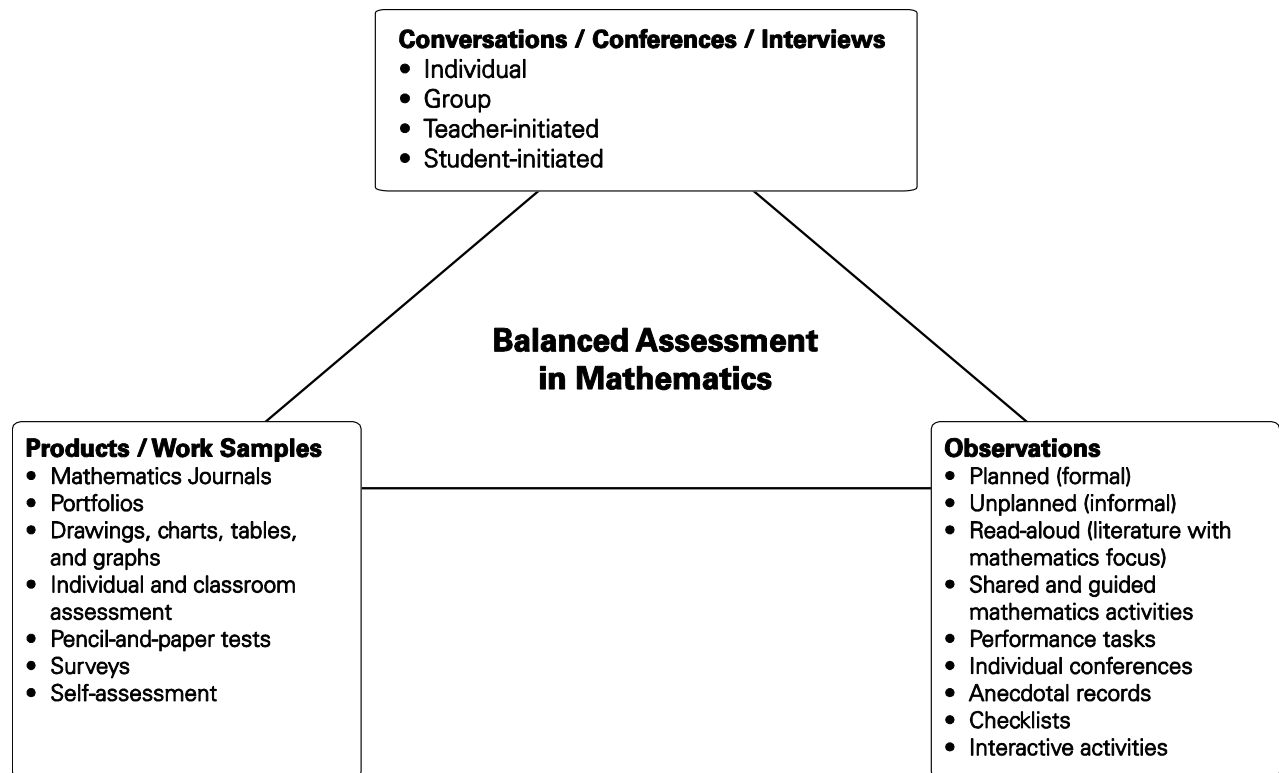 Conversations / Conferences / Interviews
• Individual
• Group
• Teacher-initiated
• Student-initiated
Balanced Assessment
in Mathematics
Products / Work Samples
• Mathematics Journals
• Portfolios
• Drawings, charts, tables,
and graphs
• Individual and classroom
assessment
• Pencil-and-paper tests
• Surveys
• Self-assessment
Observations
• Planned (formal)
• Unplanned (informal)
• Read-aloud (literature with
mathematics focus)
• Shared and guided
mathematics activities
• Performance tasks
• Individual conferences
• Anecdotal records
• Checklists
• Interactive activities